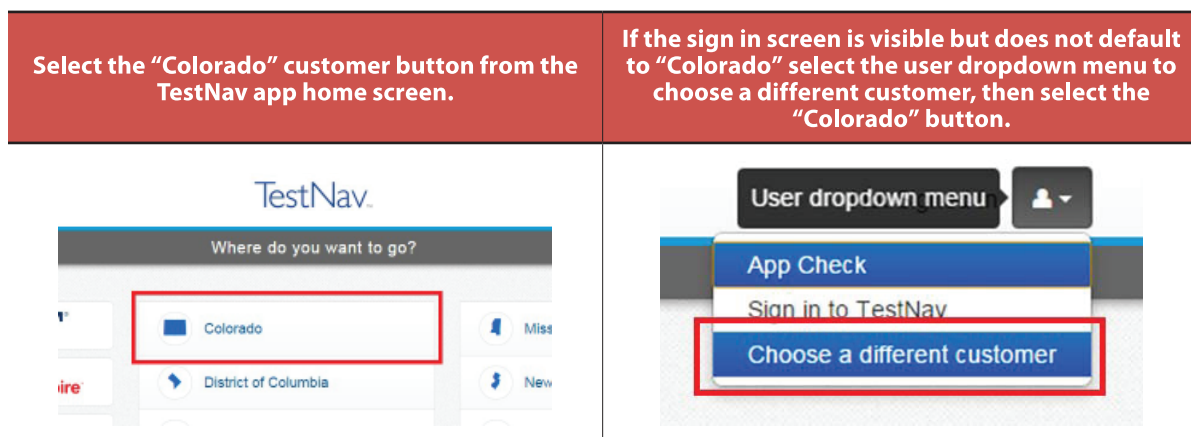 Select the “Colorado” customer button from the
TestNav app home screen.
If the sign in screen is visible but does not default
to “Colorado” select the user dropdown menu to
choose a different customer, then select the
“Colorado” button.
TestNav
Where do you want to go?
Colorado
District of Columbia
User dropdown menu
App Check
Sign in to TestNav
Choose a different customer